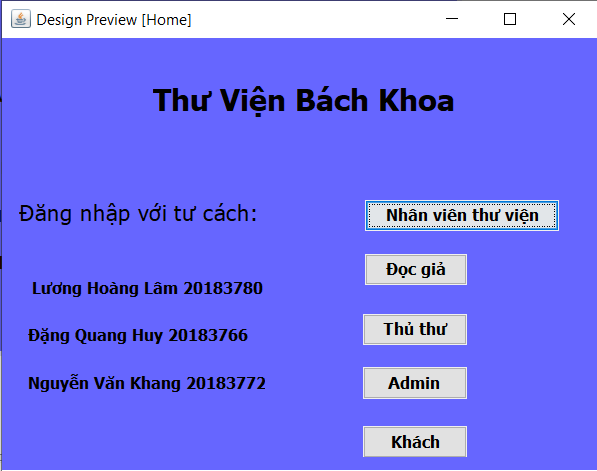 Design Preview [Home]
Thư Viện Bách Khoa
Đăng nhập với tư cách:
Nhân viên thư viện
Đọc giả
Lương Hoàng Lâm 20183780
Thủ thư
Đặng Quang Huy 20183766
Nguyễn Văn Khang 20183772
Admin
Khách